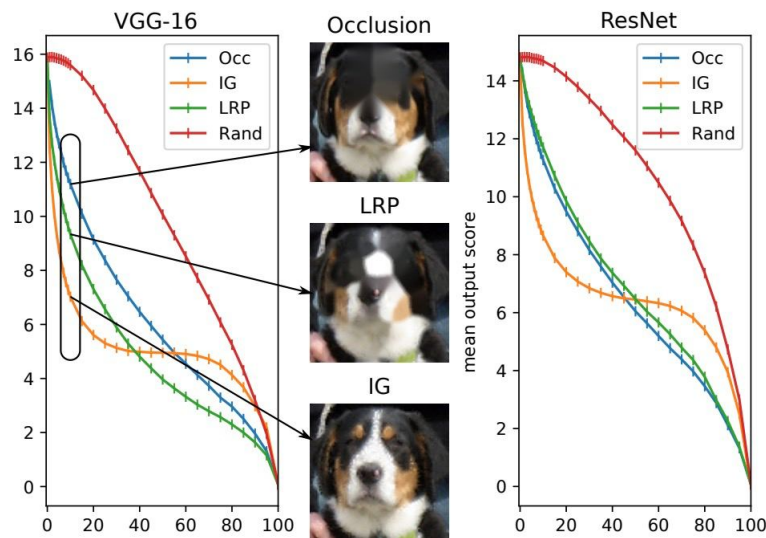 VGG-16
16
14
12
10
8
6
4
2
0
0 20 40 60 80 100
Occ
IG
LRP
Rand
Occlusion
LRP
IG
ResNet
mean output score
16
14
12
10
8
6
4
2
0
0 20 40 60 80 100
Occ
IG
LRP
Rand